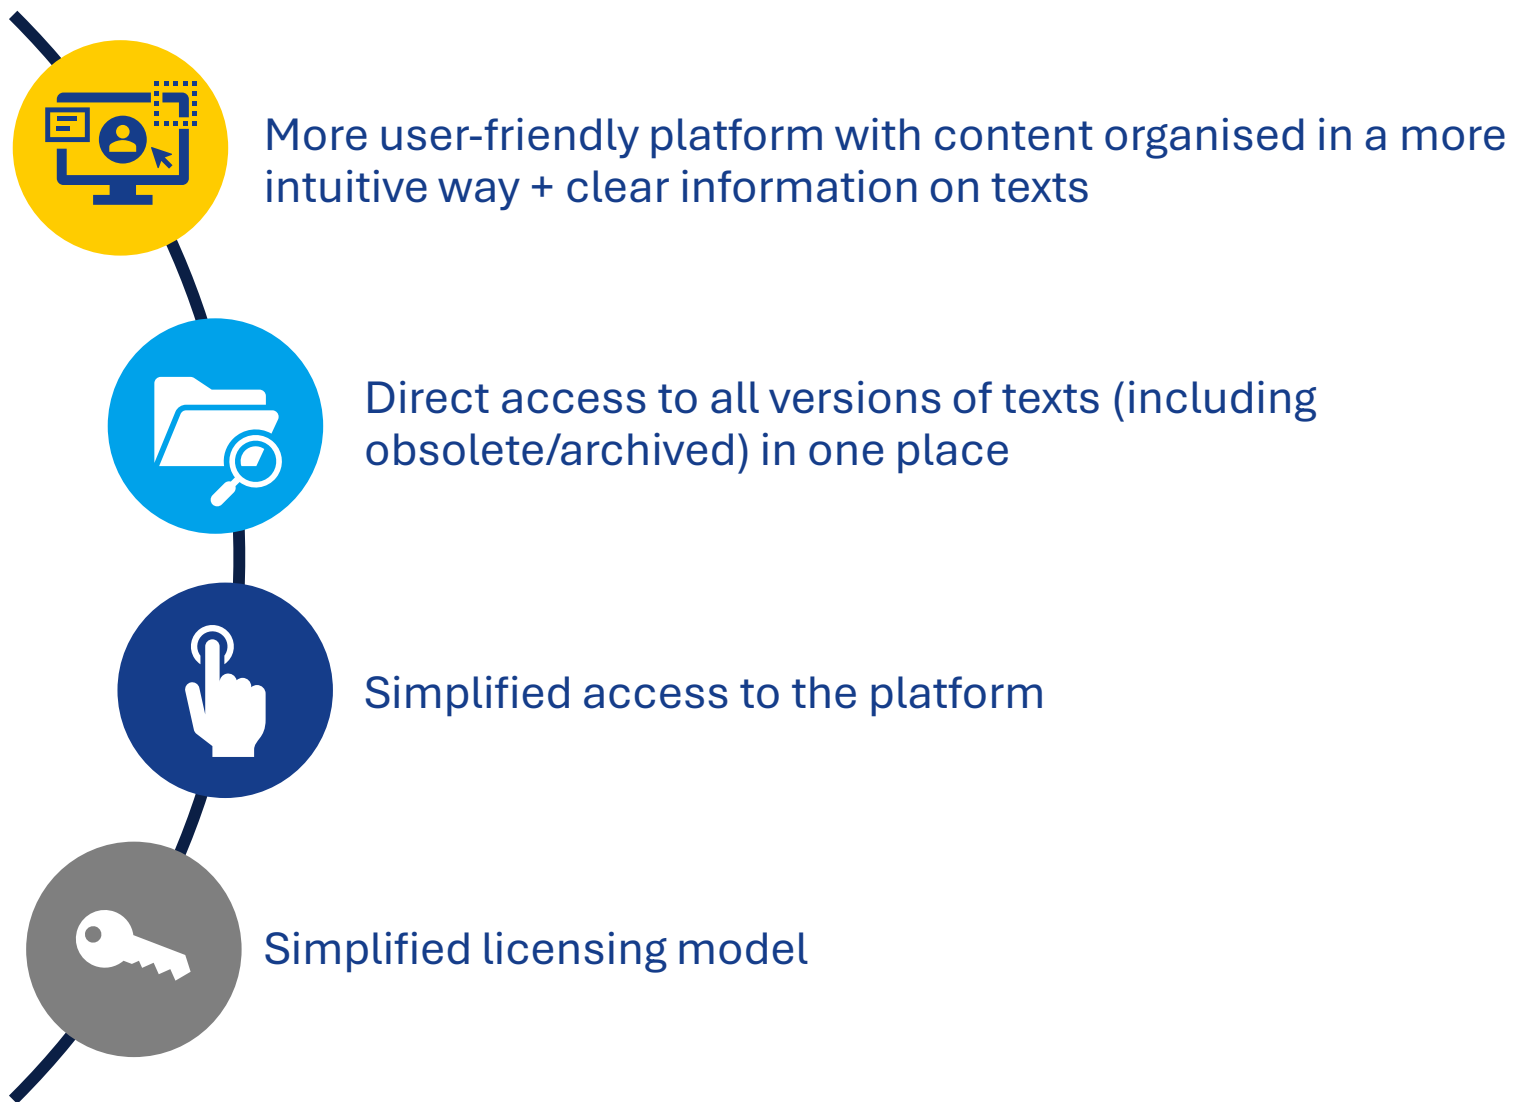 More user-friendly platform with content organised in a more
intuitive way + clear information on texts
Direct access to all versions of texts (including
obsolete/archived) in one place
Simplified access to the platform
Simplified licensing model